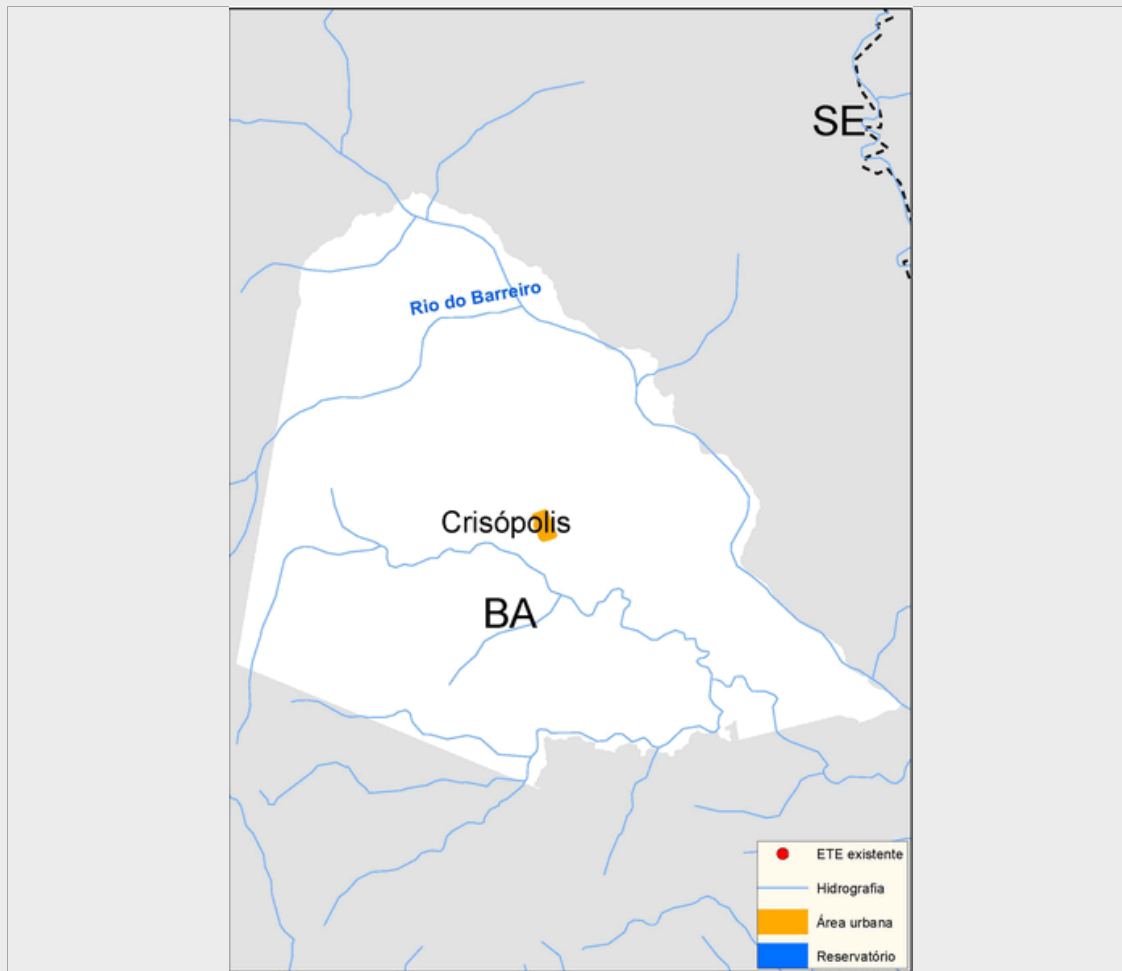 SE
Rio do Barreiro
Crisópolis
BA
ETE existente
Hidrografia
Área urbana
Reservatório